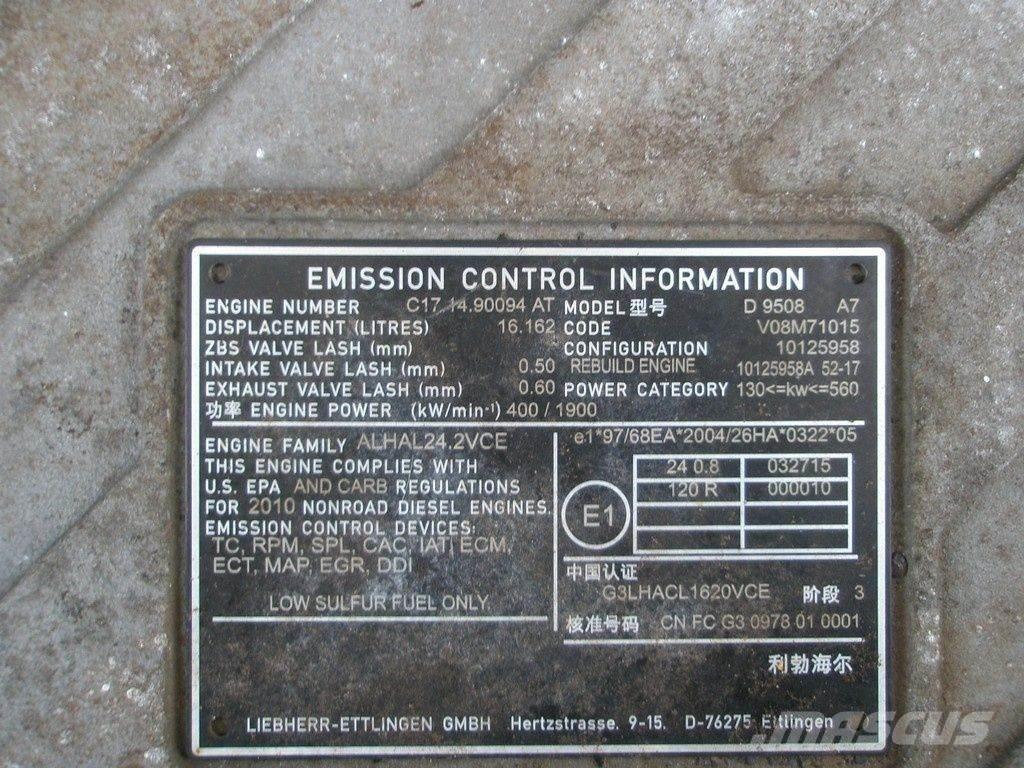 EMISSION CONTROL INFORMATION
ENGINE NUMBER C17.14.90094 AT MODEL型号 D 9508 A7
DISPLACEMENT (LITRES) 16.162 CODE V08M71015
ZBS VALVE LASH (mm) CONFIGURATION 10125958
INTAKE VALVE LASH (mm) 0.50 REBUILD ENGINE 10125958A 52-17
EXHAUST VALVE LASH (mm) 0.60 POWER CATEGORY 130<=kw<=560
功率 ENGINE POWER (kW/min-¹) 400 / 1900
ENGINE FAMILY ALHAL24.2VCE
THIS ENGINE COMPLIES WITH
U.S. EPA AND CARB REGULATIONS
FOR 2010 NONROAD DIESEL ENGINES.
EMISSION CONTROL DEVICES:
TC, RPM, SPL, CAC, IAT, ECM,
ECT, MAP, EGR, DDI
LOW SULFUR FUEL ONLY.
e1*97/68EA*2004/26HA*0322*05
24 0.8 032715
120 R 000010
E1
中国认证
G3LHACL1620VCE 阶段 3
核准号码 CN FC G3 0978 01 0001
利勃海尔
LIEBHERR-ETTLINGEN GMBH Hertzstrasse. 9-15. D-76275 Ettlingen
MASCUS